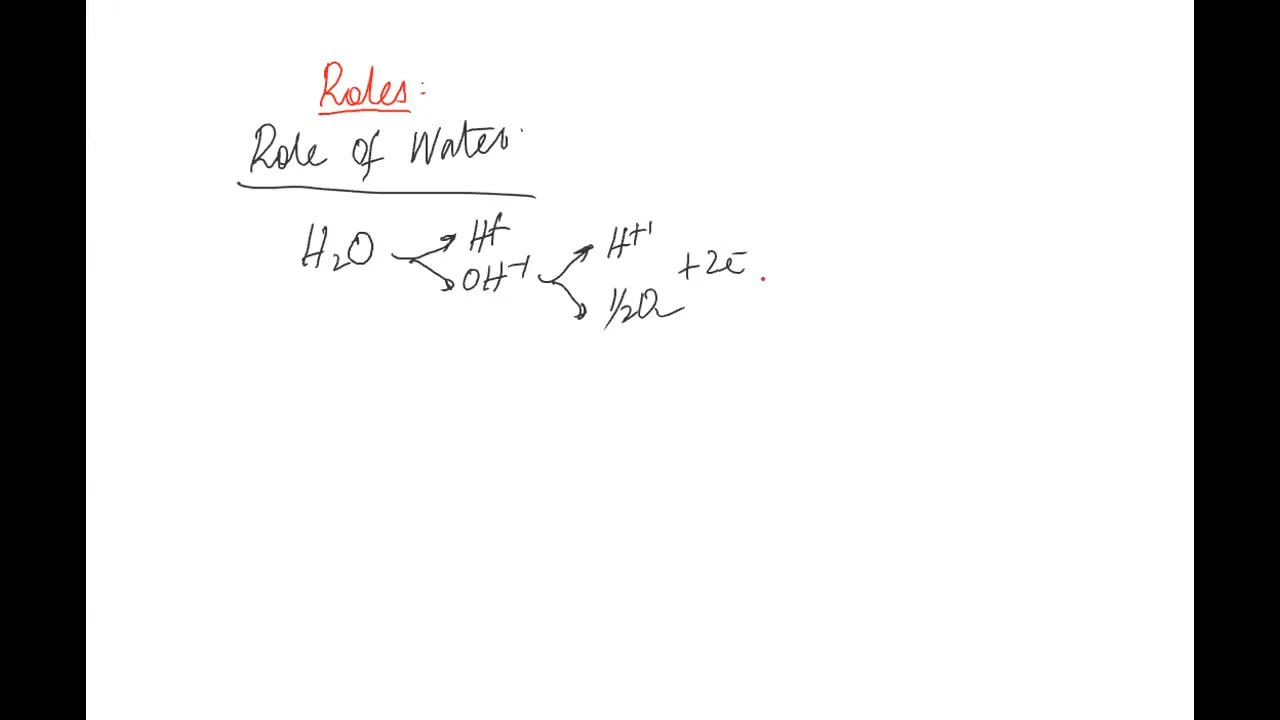 Roles:
Role of Water.
H₂O → H⁺
OH⁻¹ → H⁺¹
½O₂ + 2e⁻